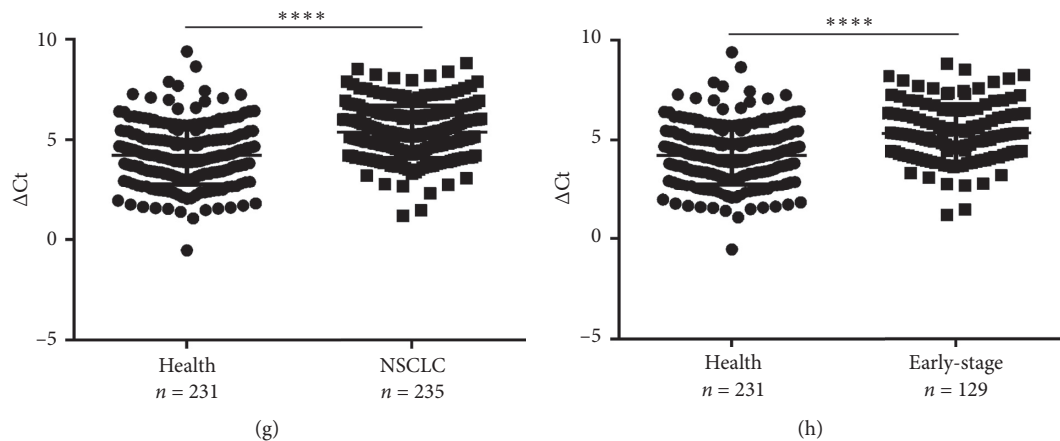 ****
10
5
0
−5
ΔCt
Health
n = 231
NSCLC
n = 235
(g)
****
10
5
0
−5
ΔCt
Health
n = 231
Early-stage
n = 129
(h)